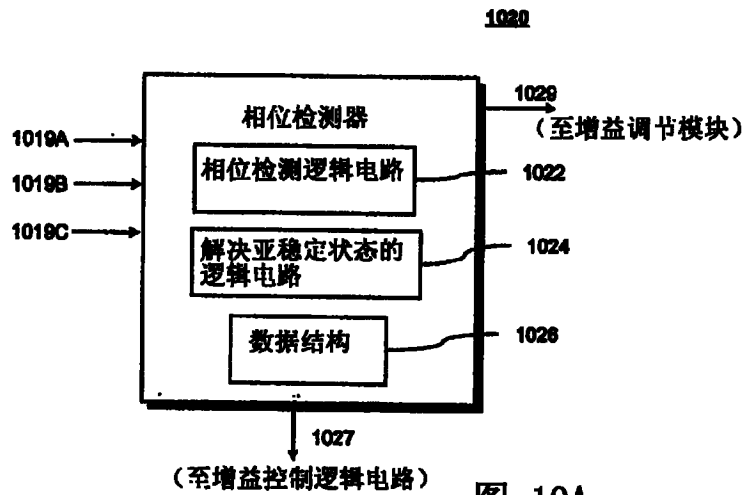 1020
相位检测器
1029
(至增益调节模块)
1019A
相位检测逻辑电路
1022
1019B
1019C
解决亚稳定状态的
逻辑电路
1024
数据结构
1026
1027
(至增益控制逻辑电路)
图 10A